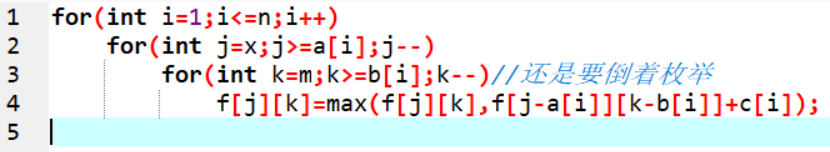 1 for(int i=1;i<=n;i++)
2     for(int j=x;j>=a[i];j--)
3         for(int k=m;k>=b[i];k--)//还是要倒着枚举
4             f[j][k]=max(f[j][k],f[j-a[i]][k-b[i]]+c[i]);
5